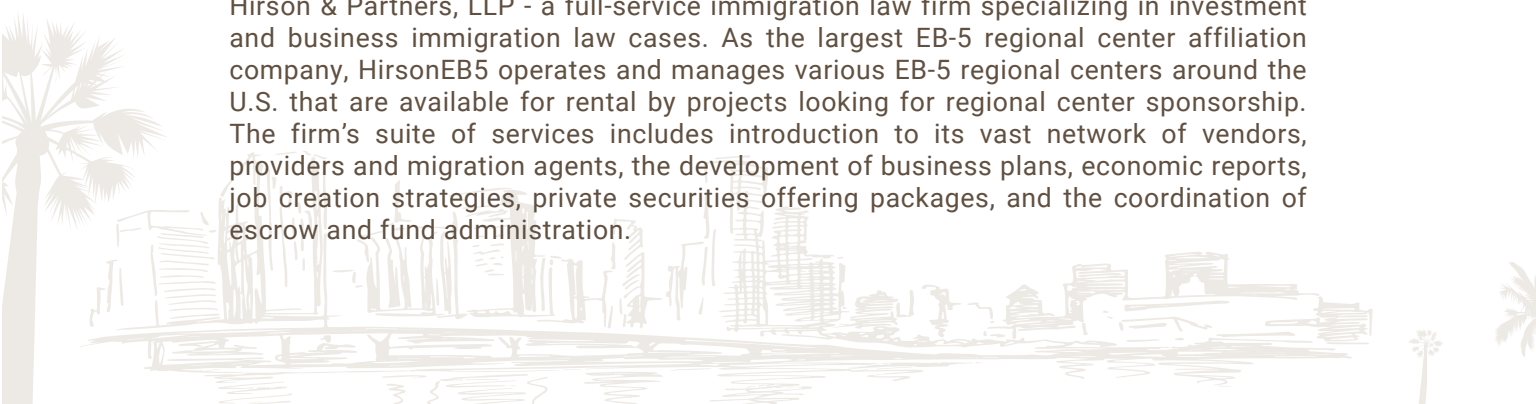 Hirson & Partners, LLP - a full-service immigration law firm specializing in investment
and business immigration law cases. As the largest EB-5 regional center affiliation
company, HirsonEB5 operates and manages various EB-5 regional centers around the
U.S. that are available for rental by projects looking for regional center sponsorship.
The firm’s suite of services includes introduction to its vast network of vendors,
providers and migration agents, the development of business plans, economic reports,
job creation strategies, private securities offering packages, and the coordination of
escrow and fund administration.